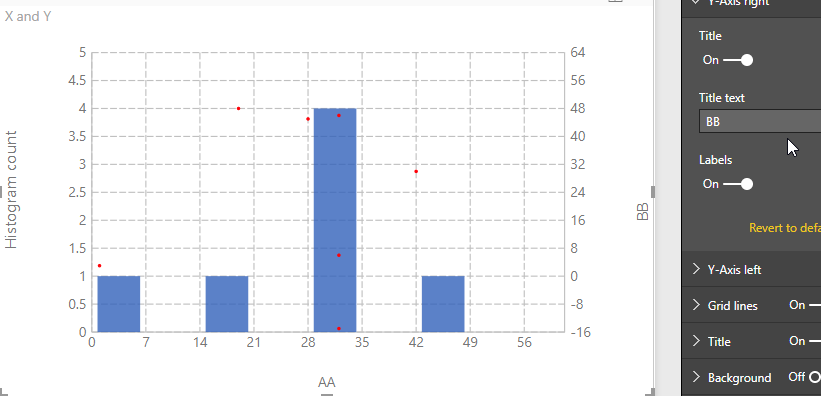 X and Y
Histogram count
5
4.5
4
3.5
3
2.5
2
1.5
1
0.5
0
64
56
48
40
32
24
16
8
0
-8
-16
BB
0 7 14 21 28 35 42 49 56
AA
Y-Axis right
Title
On
Title text
BB
Labels
On
Revert to defa
Y-Axis left
Grid lines On
Title On
Background Off